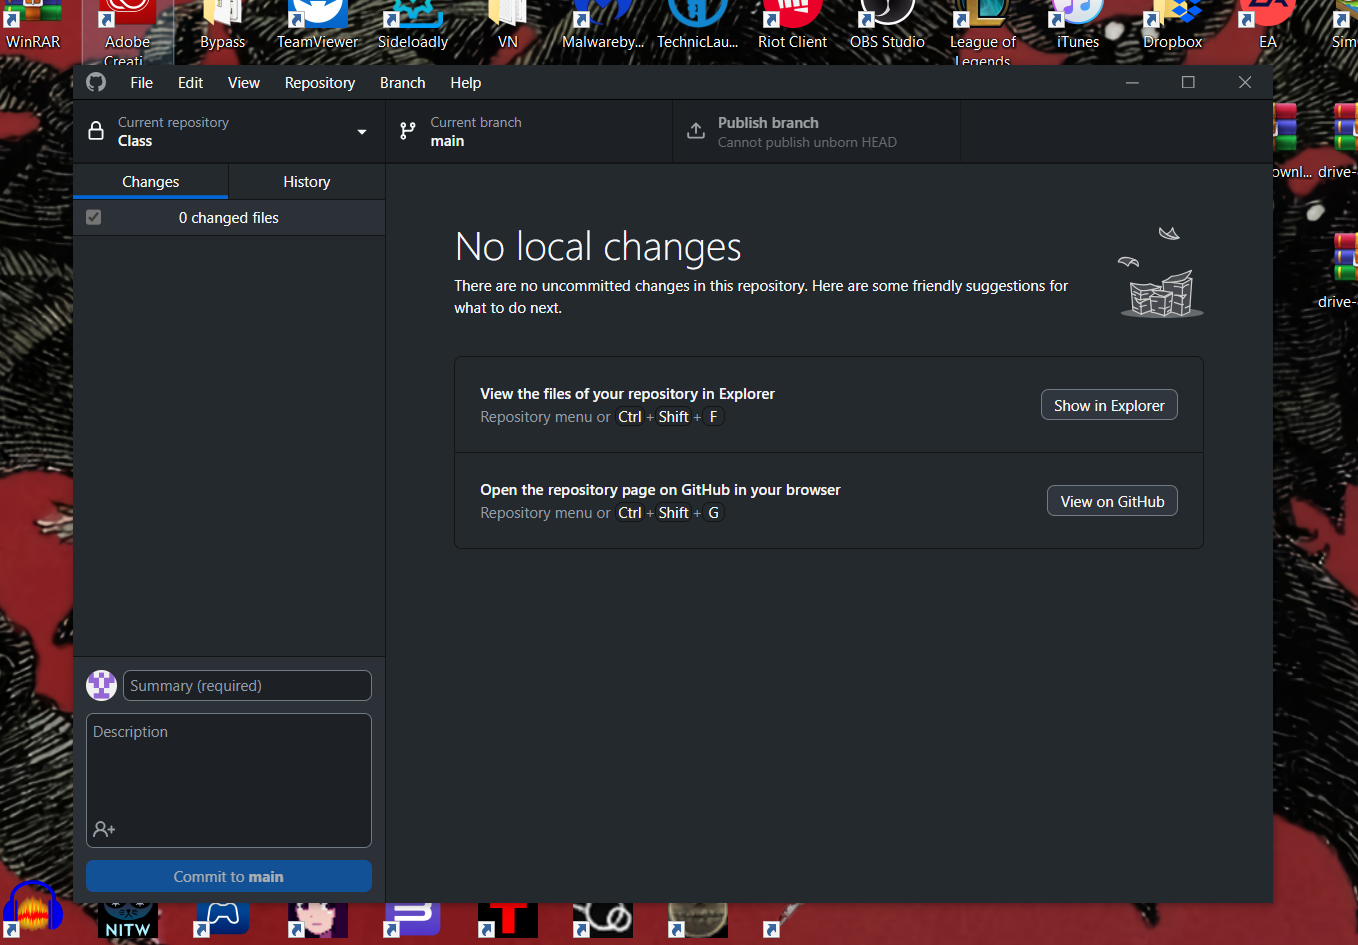 WinRAR
Adobe
Creati...
Bypass
TeamViewer
Sideloadly
VN
Malwareby...
TechnicLau...
Riot Client
OBS Studio
League of
Legends
iTunes
Dropbox
EA
EA
Sim
File Edit View Repository Branch Help
Current repository
Class
Current branch
main
Publish branch
Cannot publish unborn HEAD
ownl...
drive-
Changes
History
0 changed files
No local changes
There are no uncommitted changes in this repository. Here are some friendly suggestions for
what to do next.
drive-
View the files of your repository in Explorer
Repository menu or Ctrl + Shift + F
Show in Explorer
Open the repository page on GitHub in your browser
Repository menu or Ctrl + Shift + G
View on GitHub
Summary (required)
Description
Commit to main
NITW